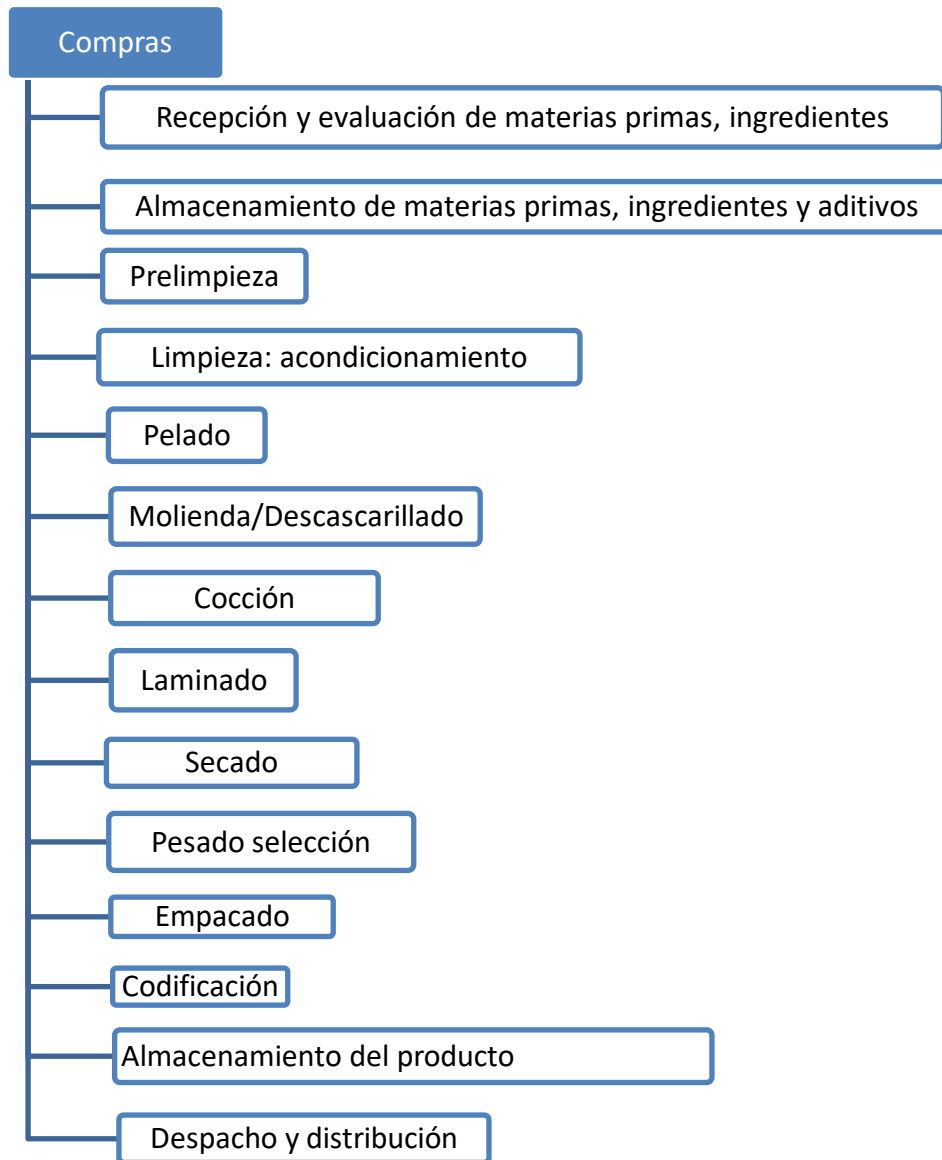 Compras
Recepción y evaluación de materias primas, ingredientes
Almacenamiento de materias primas, ingredientes y aditivos
Prelimpieza
Limpieza: acondicionamiento
Pelado
Molienda/Descascarillado
Cocción
Laminado
Secado
Pesado selección
Empacado
Codificación
Almacenamiento del producto
Despacho y distribución